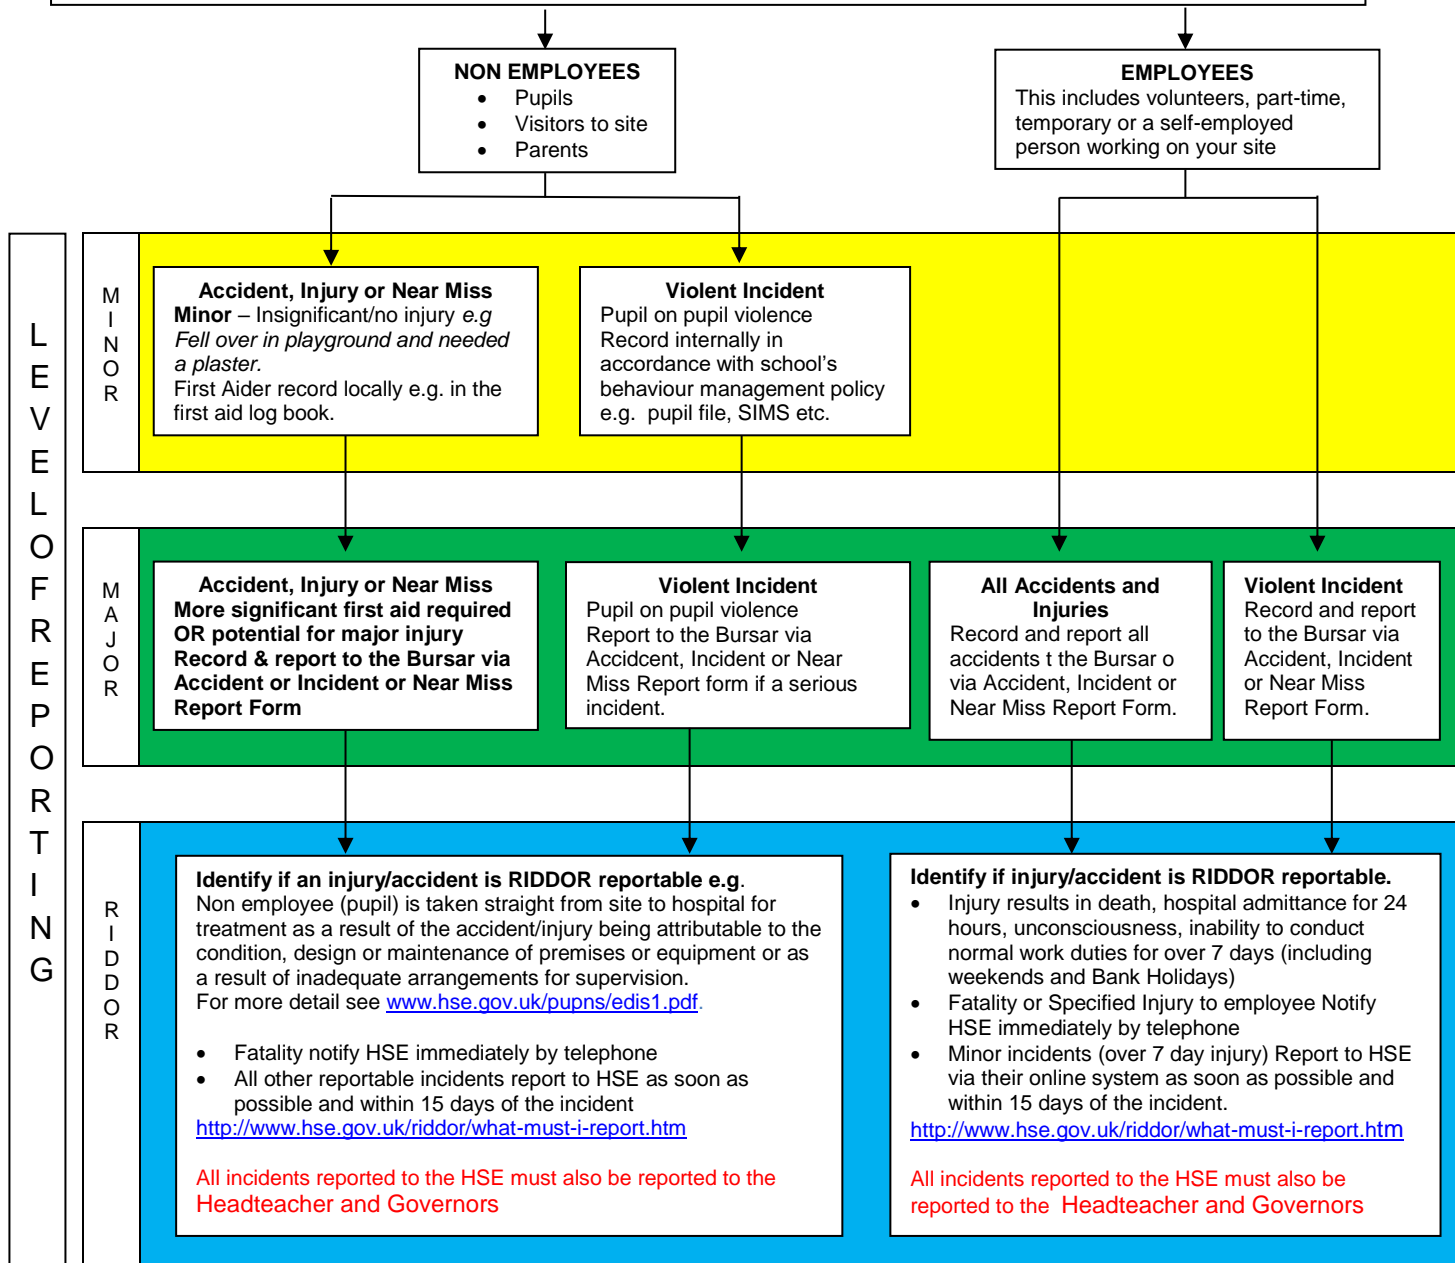 NON EMPLOYEES
• Pupils
• Visitors to site
• Parents
EMPLOYEES
This includes volunteers, part-time,
temporary or a self-employed
person working on your site
L
E
V
E
L
O
F
R
E
P
O
R
T
I
N
G
M
I
N
O
R
Accident, Injury or Near Miss
Minor – Insignificant/no injury e.g
Fell over in playground and needed
a plaster.
First Aider record locally e.g. in the
first aid log book.
Violent Incident
Pupil on pupil violence
Record internally in
accordance with school’s
behaviour management policy
e.g.  pupil file, SIMS etc.
M
A
J
O
R
Accident, Injury or Near Miss
More significant first aid required
OR potential for major injury
Record & report to the Bursar via
Accident or Incident or Near Miss
Report Form
Violent Incident
Pupil on pupil violence
Report to the Bursar via
Accidcent, Incident or Near
Miss Report form if a serious
incident.
All Accidents and
Injuries
Record and report all
accidents t the Bursar o
via Accident, Incident or
Near Miss Report Form.
Violent Incident
Record and report
to the Bursar via
Accident, Incident
or Near Miss
Report Form.
R
I
D
D
O
R
Identify if an injury/accident is RIDDOR reportable e.g.
Non employee (pupil) is taken straight from site to hospital for
treatment as a result of the accident/injury being attributable to the
condition, design or maintenance of premises or equipment or as
a result of inadequate arrangements for supervision.
For more detail see www.hse.gov.uk/pupns/edis1.pdf.
• Fatality notify HSE immediately by telephone
• All other reportable incidents report to HSE as soon as
possible and within 15 days of the incident
http://www.hse.gov.uk/riddor/what-must-i-report.htm
All incidents reported to the HSE must also be reported to the
Headteacher and Governors
Identify if injury/accident is RIDDOR reportable.
• Injury results in death, hospital admittance for 24
hours, unconsciousness, inability to conduct
normal work duties for over 7 days (including
weekends and Bank Holidays)
• Fatality or Specified Injury to employee Notify
HSE immediately by telephone
• Minor incidents (over 7 day injury) Report to HSE
via their online system as soon as possible and
within 15 days of the incident.
http://www.hse.gov.uk/riddor/what-must-i-report.htm
All incidents reported to the HSE must also be
reported to the  Headteacher and Governors